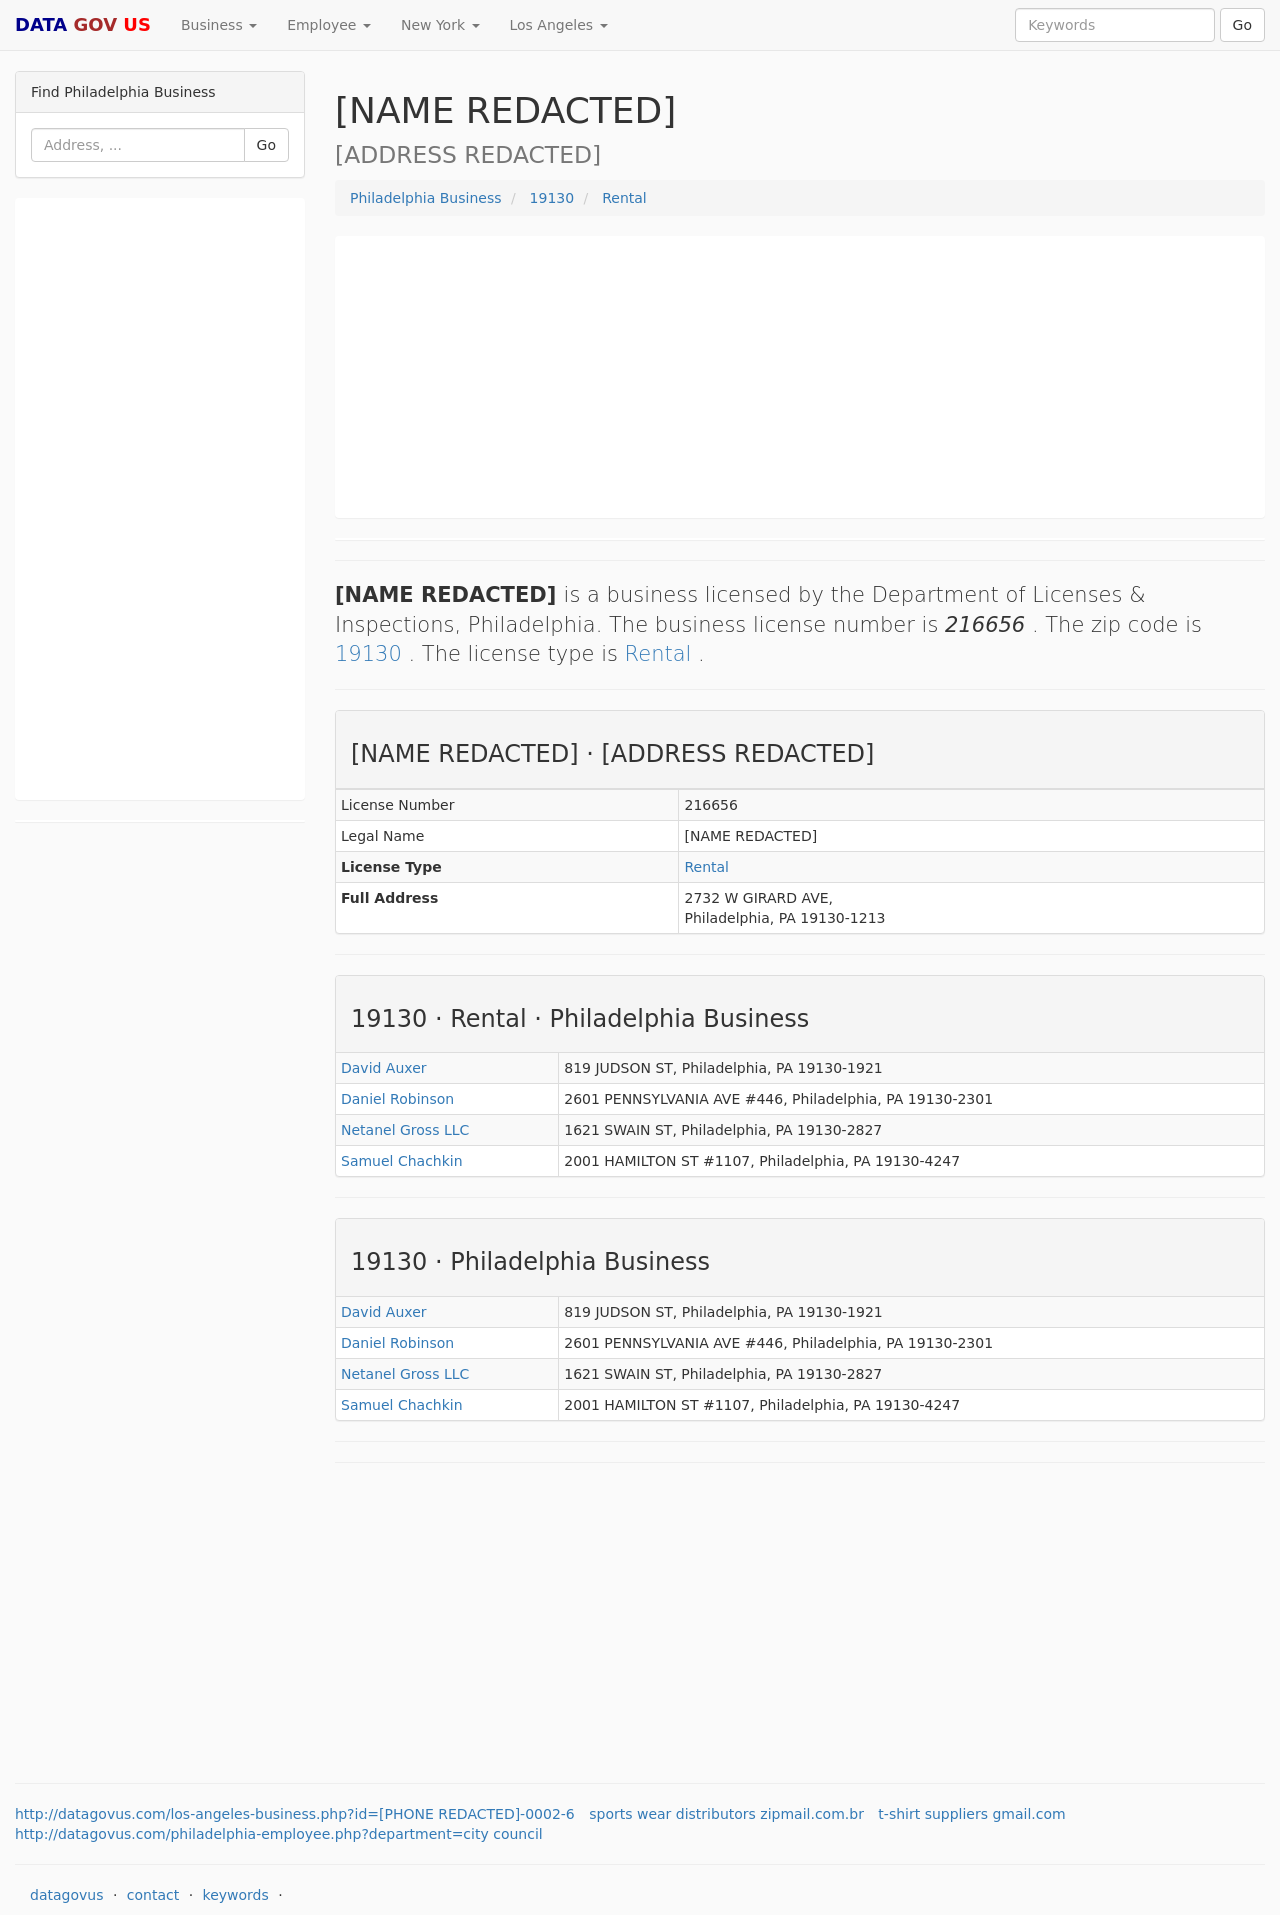 DATA GOV US Business Employee New York Los Angeles Keywords Go
Find Philadelphia Business
Address, ... Go
[NAME REDACTED]
[ADDRESS REDACTED]
Philadelphia Business / 19130 / Rental
[NAME REDACTED] is a business licensed by the Department of Licenses &
Inspections, Philadelphia. The business license number is 216656 . The zip code is
19130 . The license type is Rental .
[NAME REDACTED] · [ADDRESS REDACTED]
License Number 216656
Legal Name [NAME REDACTED]
License Type Rental
Full Address 2732 W GIRARD AVE,
Philadelphia, PA 19130-1213
19130 · Rental · Philadelphia Business
David Auxer 819 JUDSON ST, Philadelphia, PA 19130-1921
Daniel Robinson 2601 PENNSYLVANIA AVE #446, Philadelphia, PA 19130-2301
Netanel Gross LLC 1621 SWAIN ST, Philadelphia, PA 19130-2827
Samuel Chachkin 2001 HAMILTON ST #1107, Philadelphia, PA 19130-4247
19130 · Philadelphia Business
David Auxer 819 JUDSON ST, Philadelphia, PA 19130-1921
Daniel Robinson 2601 PENNSYLVANIA AVE #446, Philadelphia, PA 19130-2301
Netanel Gross LLC 1621 SWAIN ST, Philadelphia, PA 19130-2827
Samuel Chachkin 2001 HAMILTON ST #1107, Philadelphia, PA 19130-4247
http://datagovus.com/los-angeles-business.php?id=[PHONE REDACTED]-0002-6 sports wear distributors zipmail.com.br t-shirt suppliers gmail.com
http://datagovus.com/philadelphia-employee.php?department=city council
datagovus · contact · keywords ·